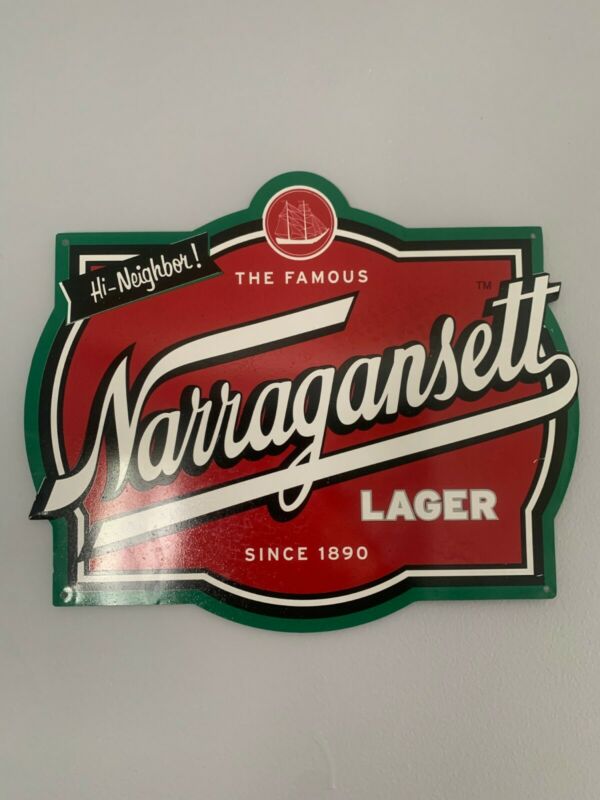 Hi-Neighbor!
THE FAMOUS
TM
Narragansett
LAGER
SINCE 1890